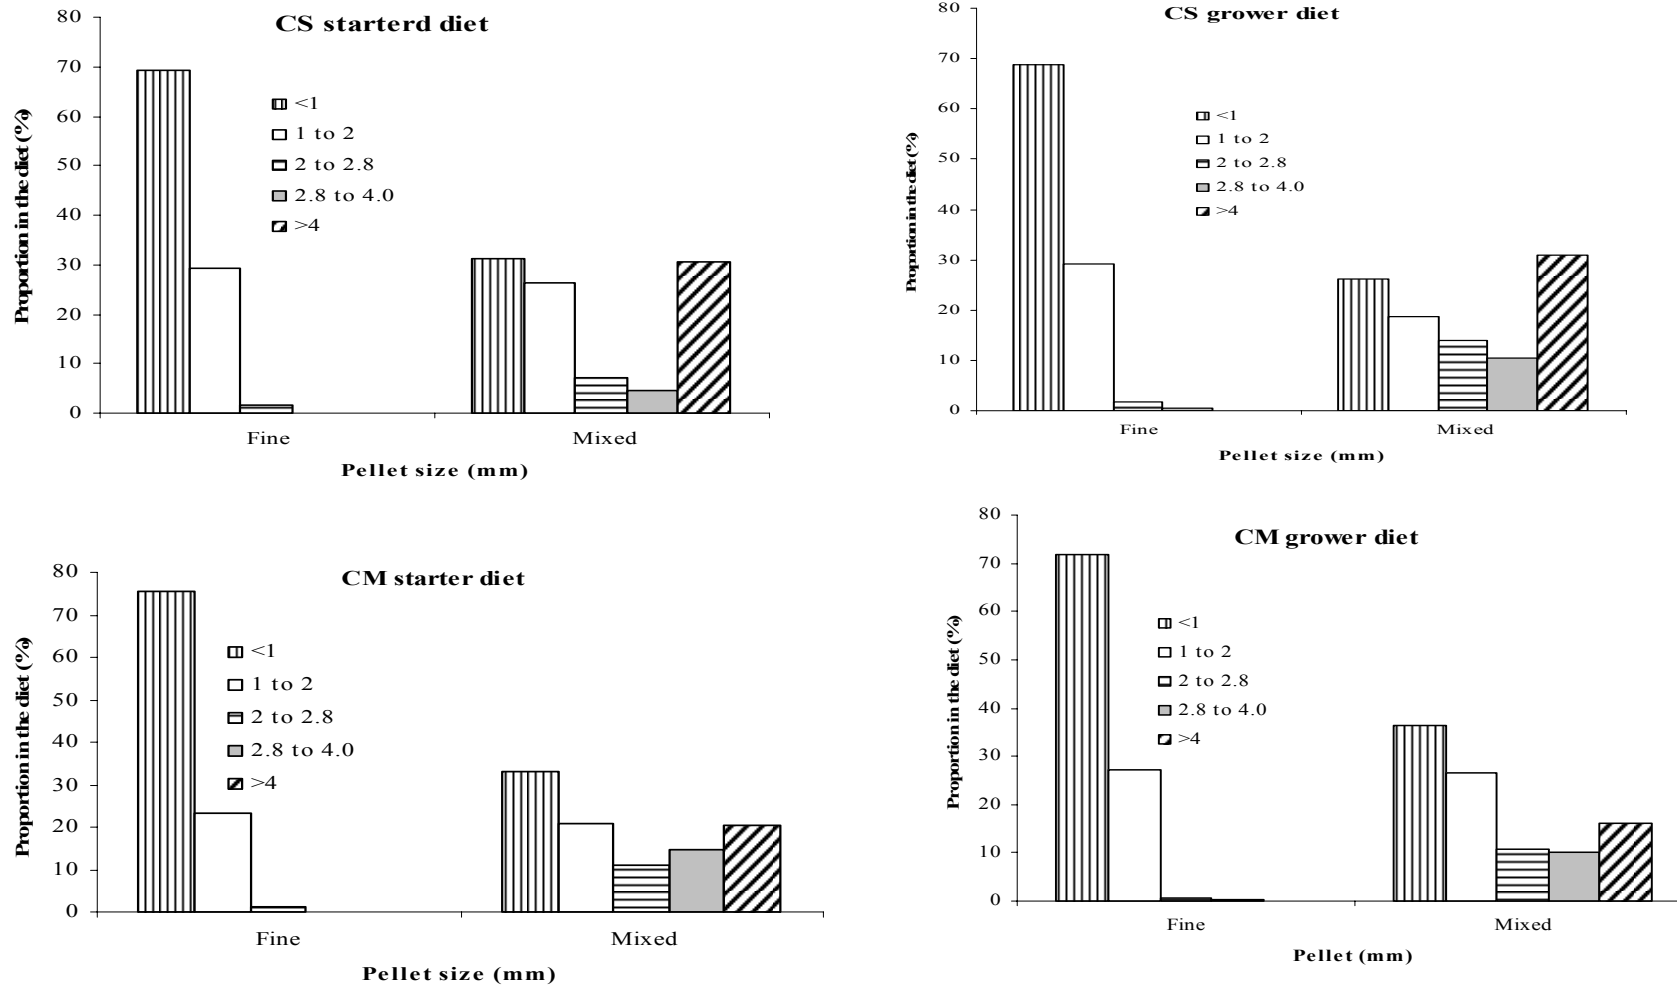 CS starterd diet
Proportion in the diet (%)
80
70
60
50
40
30
20
10
0
<1
1 to 2
2 to 2.8
2.8 to 4.0
>4
Fine
Mixed
Pellet size (mm)
CS grower diet
Proportion in the diet (%)
80
70
60
50
40
30
20
10
0
<1
1 to 2
2 to 2.8
2.8 to 4.0
>4
Fine
Mixed
Pellet size (mm)
CM starter diet
Proportion in the diet (%)
80
70
60
50
40
30
20
10
0
<1
1 to 2
2 to 2.8
2.8 to 4.0
>4
Fine
Mixed
Pellet size (mm)
CM grower diet
Proportion in the diet (%)
80
70
60
50
40
30
20
10
0
<1
1 to 2
2 to 2.8
2.8 to 4.0
>4
Fine
Mixed
Pellet (mm)